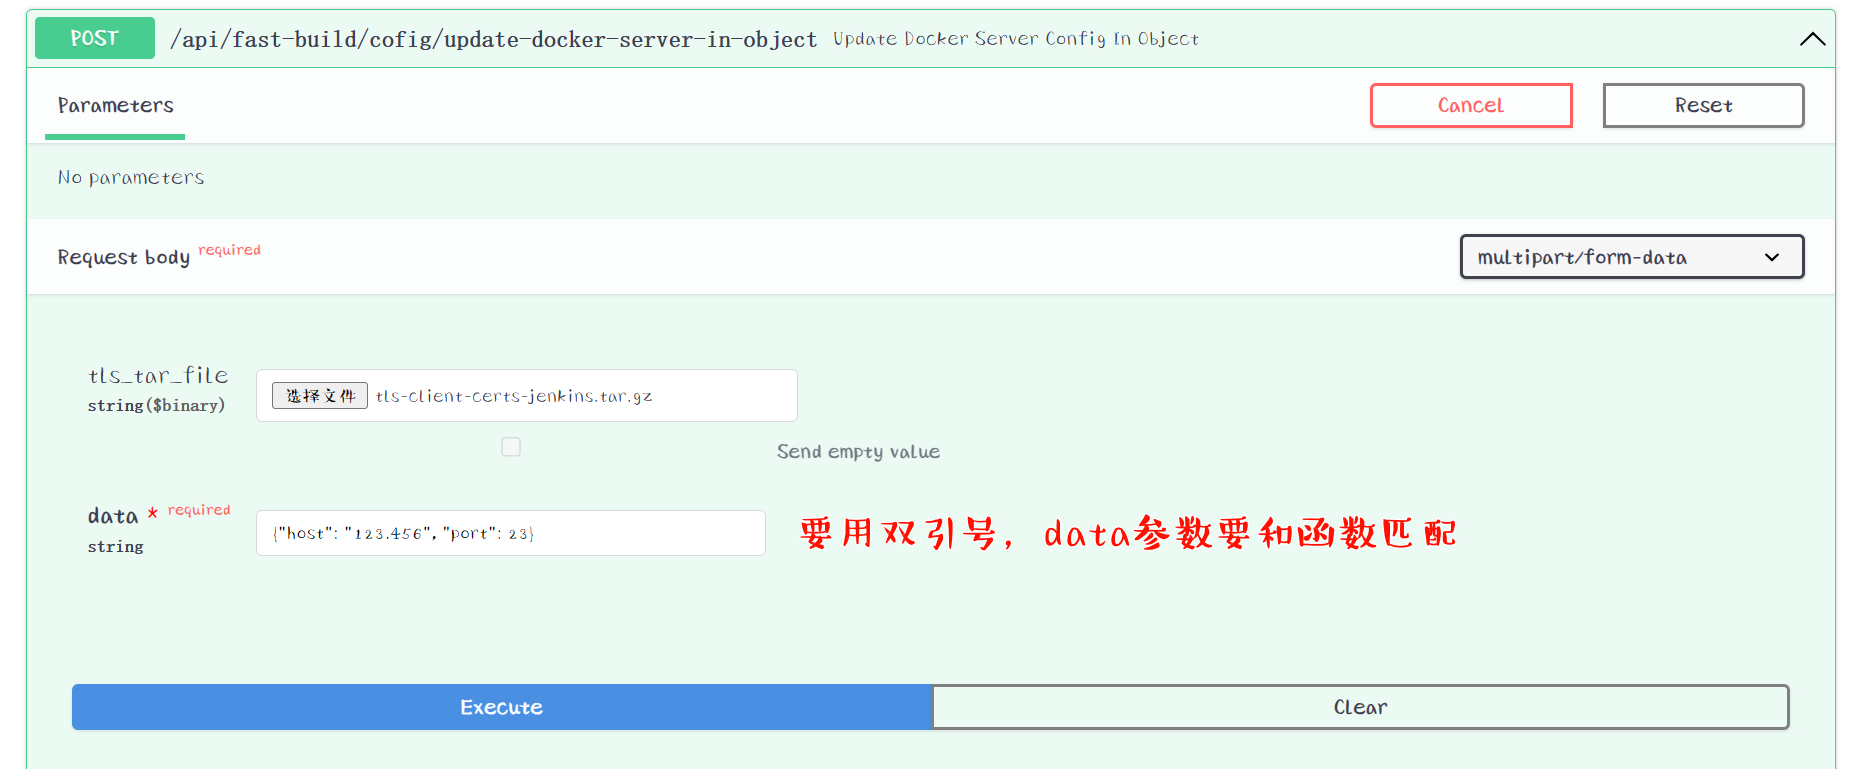 POST /api/fast-build/cofig/update-docker-server-in-object Update Docker Server Config In Object
Parameters
Cancel
Reset
No parameters
Request body required
multipart/form-data
tls_tar_file
string($binary)
选择文件 tls-client-certs-jenkins.tar.gz
Send empty value
data * required
string
{"host": "123.456", "port": 23}
要用双引号，data参数要和函数匹配
Execute
Clear